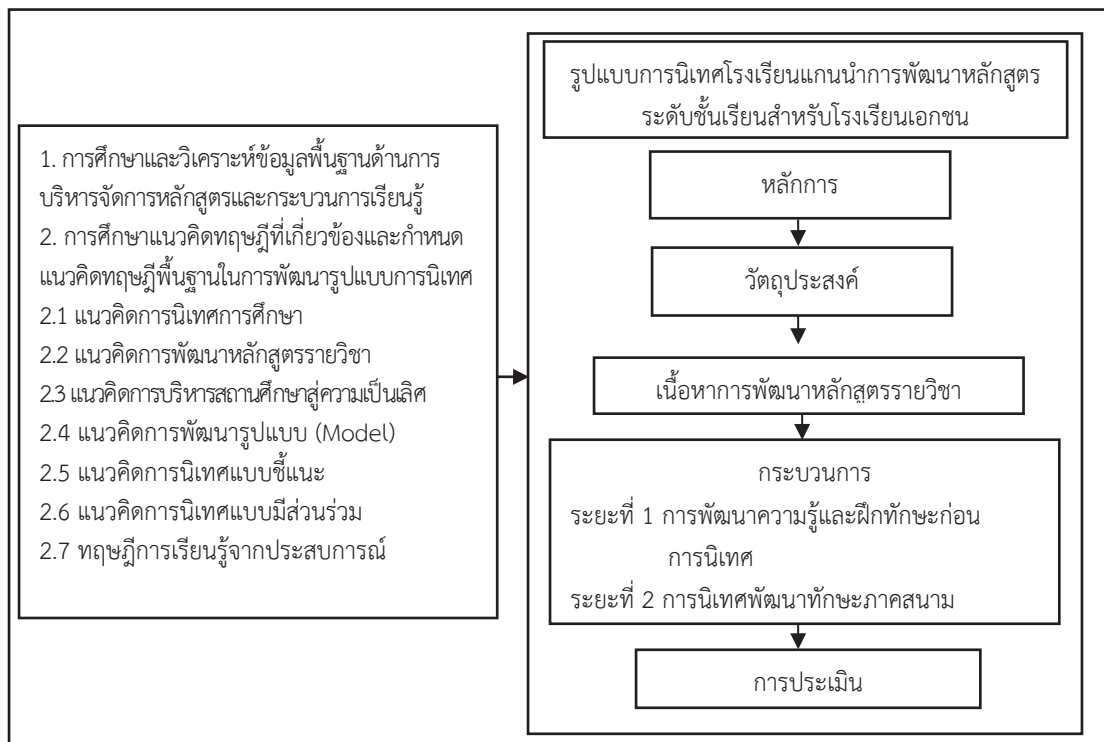 1. การศึกษาและวิเคราะห์ข้อมูลพื้นฐานด้านการ
บริหารจัดการหลักสูตรและกระบวนการเรียนรู้
2. การศึกษาแนวคิดทฤษฎีที่เกี่ยวข้องและกำหนด
แนวคิดทฤษฎีพื้นฐานในการพัฒนารูปแบบการนิเทศ
2.1 แนวคิดการนิเทศการศึกษา
2.2 แนวคิดการพัฒนาหลักสูตรรายวิชา
2.3 แนวคิดการบริหารสถานศึกษาสู่ความเป็นเลิศ
2.4 แนวคิดการพัฒนารูปแบบ (Model)
2.5 แนวคิดการนิเทศแบบชี้แนะ
2.6 แนวคิดการนิเทศแบบมีส่วนร่วม
2.7 ทฤษฎีการเรียนรู้จากประสบการณ์
รูปแบบการนิเทศโรงเรียนแกนนำการพัฒนาหลักสูตร
ระดับชั้นเรียนสำหรับโรงเรียนเอกชน
หลักการ
วัตถุประสงค์
เนื้อหาการพัฒนาหลักสูตรรายวิชา
กระบวนการ
ระยะที่ 1 การพัฒนาความรู้และฝึกทักษะก่อน
การนิเทศ
ระยะที่ 2 การนิเทศพัฒนาทักษะภาคสนาม
การประเมิน